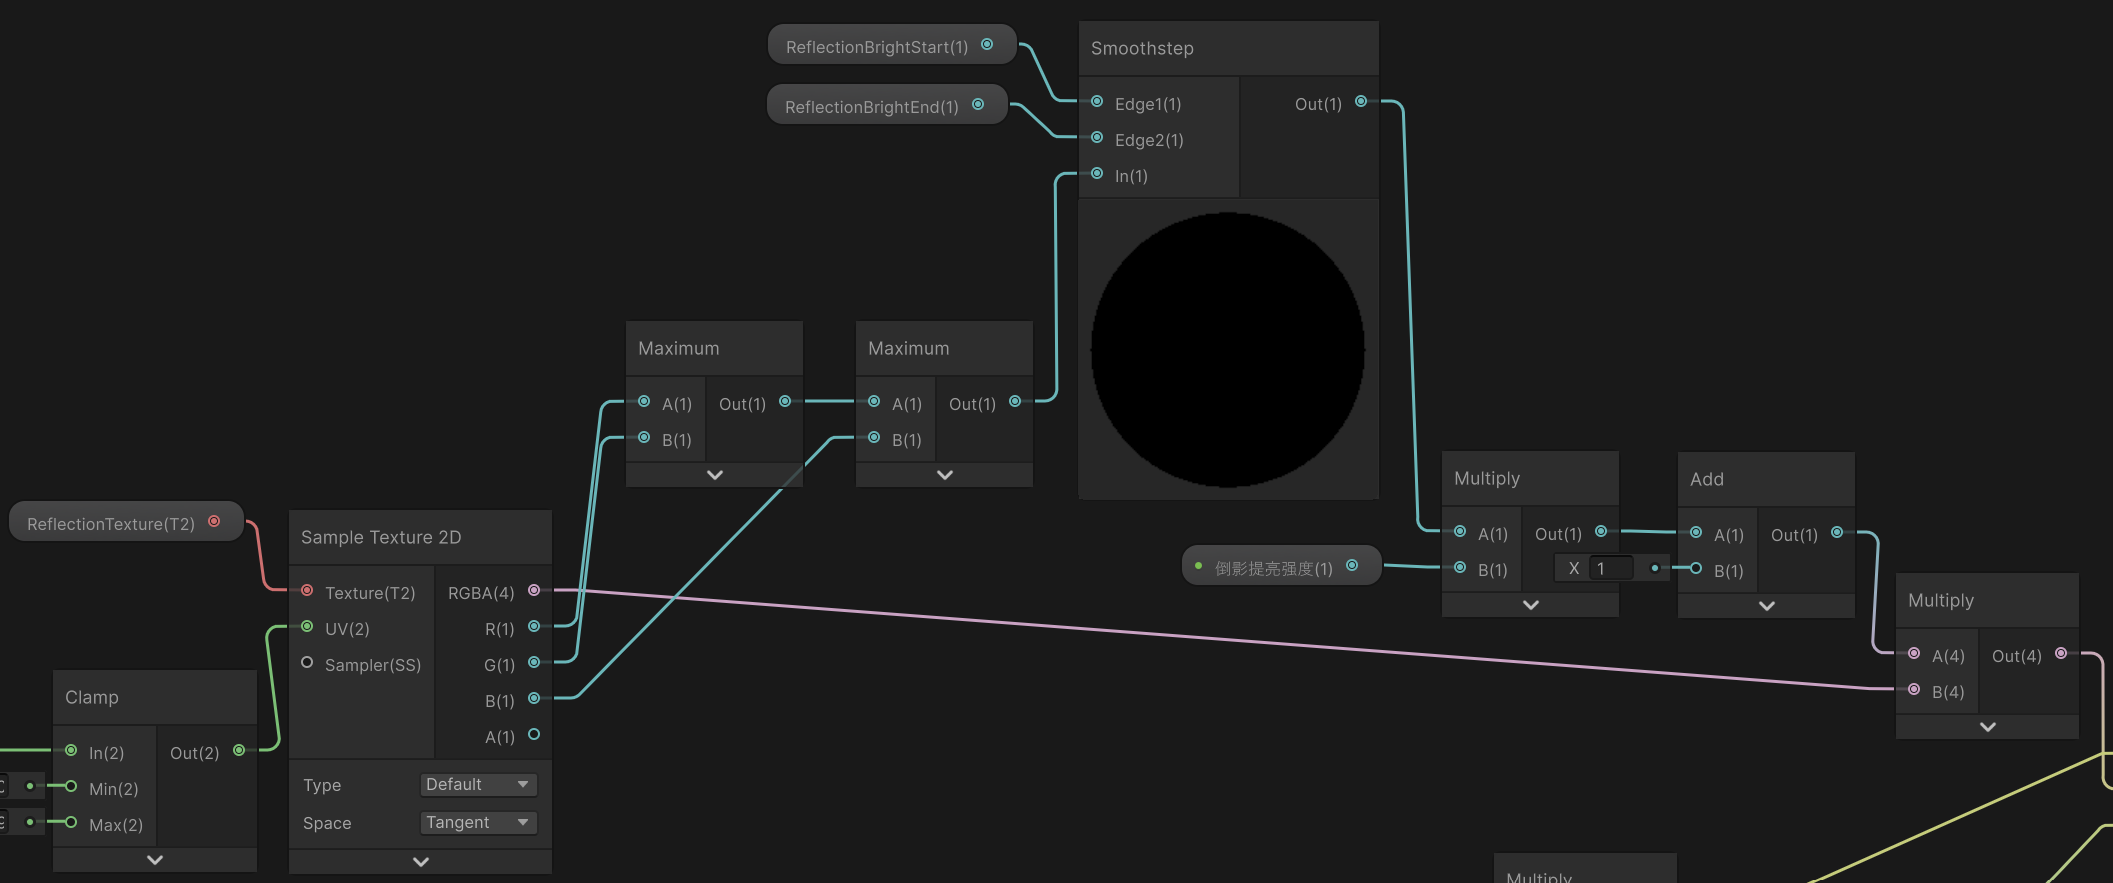 ReflectionBrightStart(1)
ReflectionBrightEnd(1)
Smoothstep
Edge1(1)
Edge2(1)
In(1)
Out(1)
Maximum
A(1)
B(1)
Out(1)
Maximum
A(1)
B(1)
Out(1)
ReflectionTexture(T2)
Sample Texture 2D
Texture(T2)
UV(2)
Sampler(SS)
RGBA(4)
R(1)
G(1)
B(1)
A(1)
Type
Default
Space
Tangent
Clamp
In(2)
Min(2)
Max(2)
Out(2)
倒影提亮强度(1)
Multiply
A(1)
B(1)
Out(1)
X 1
Add
A(1)
B(1)
Out(1)
Multiply
A(4)
B(4)
Out(4)
Multiply